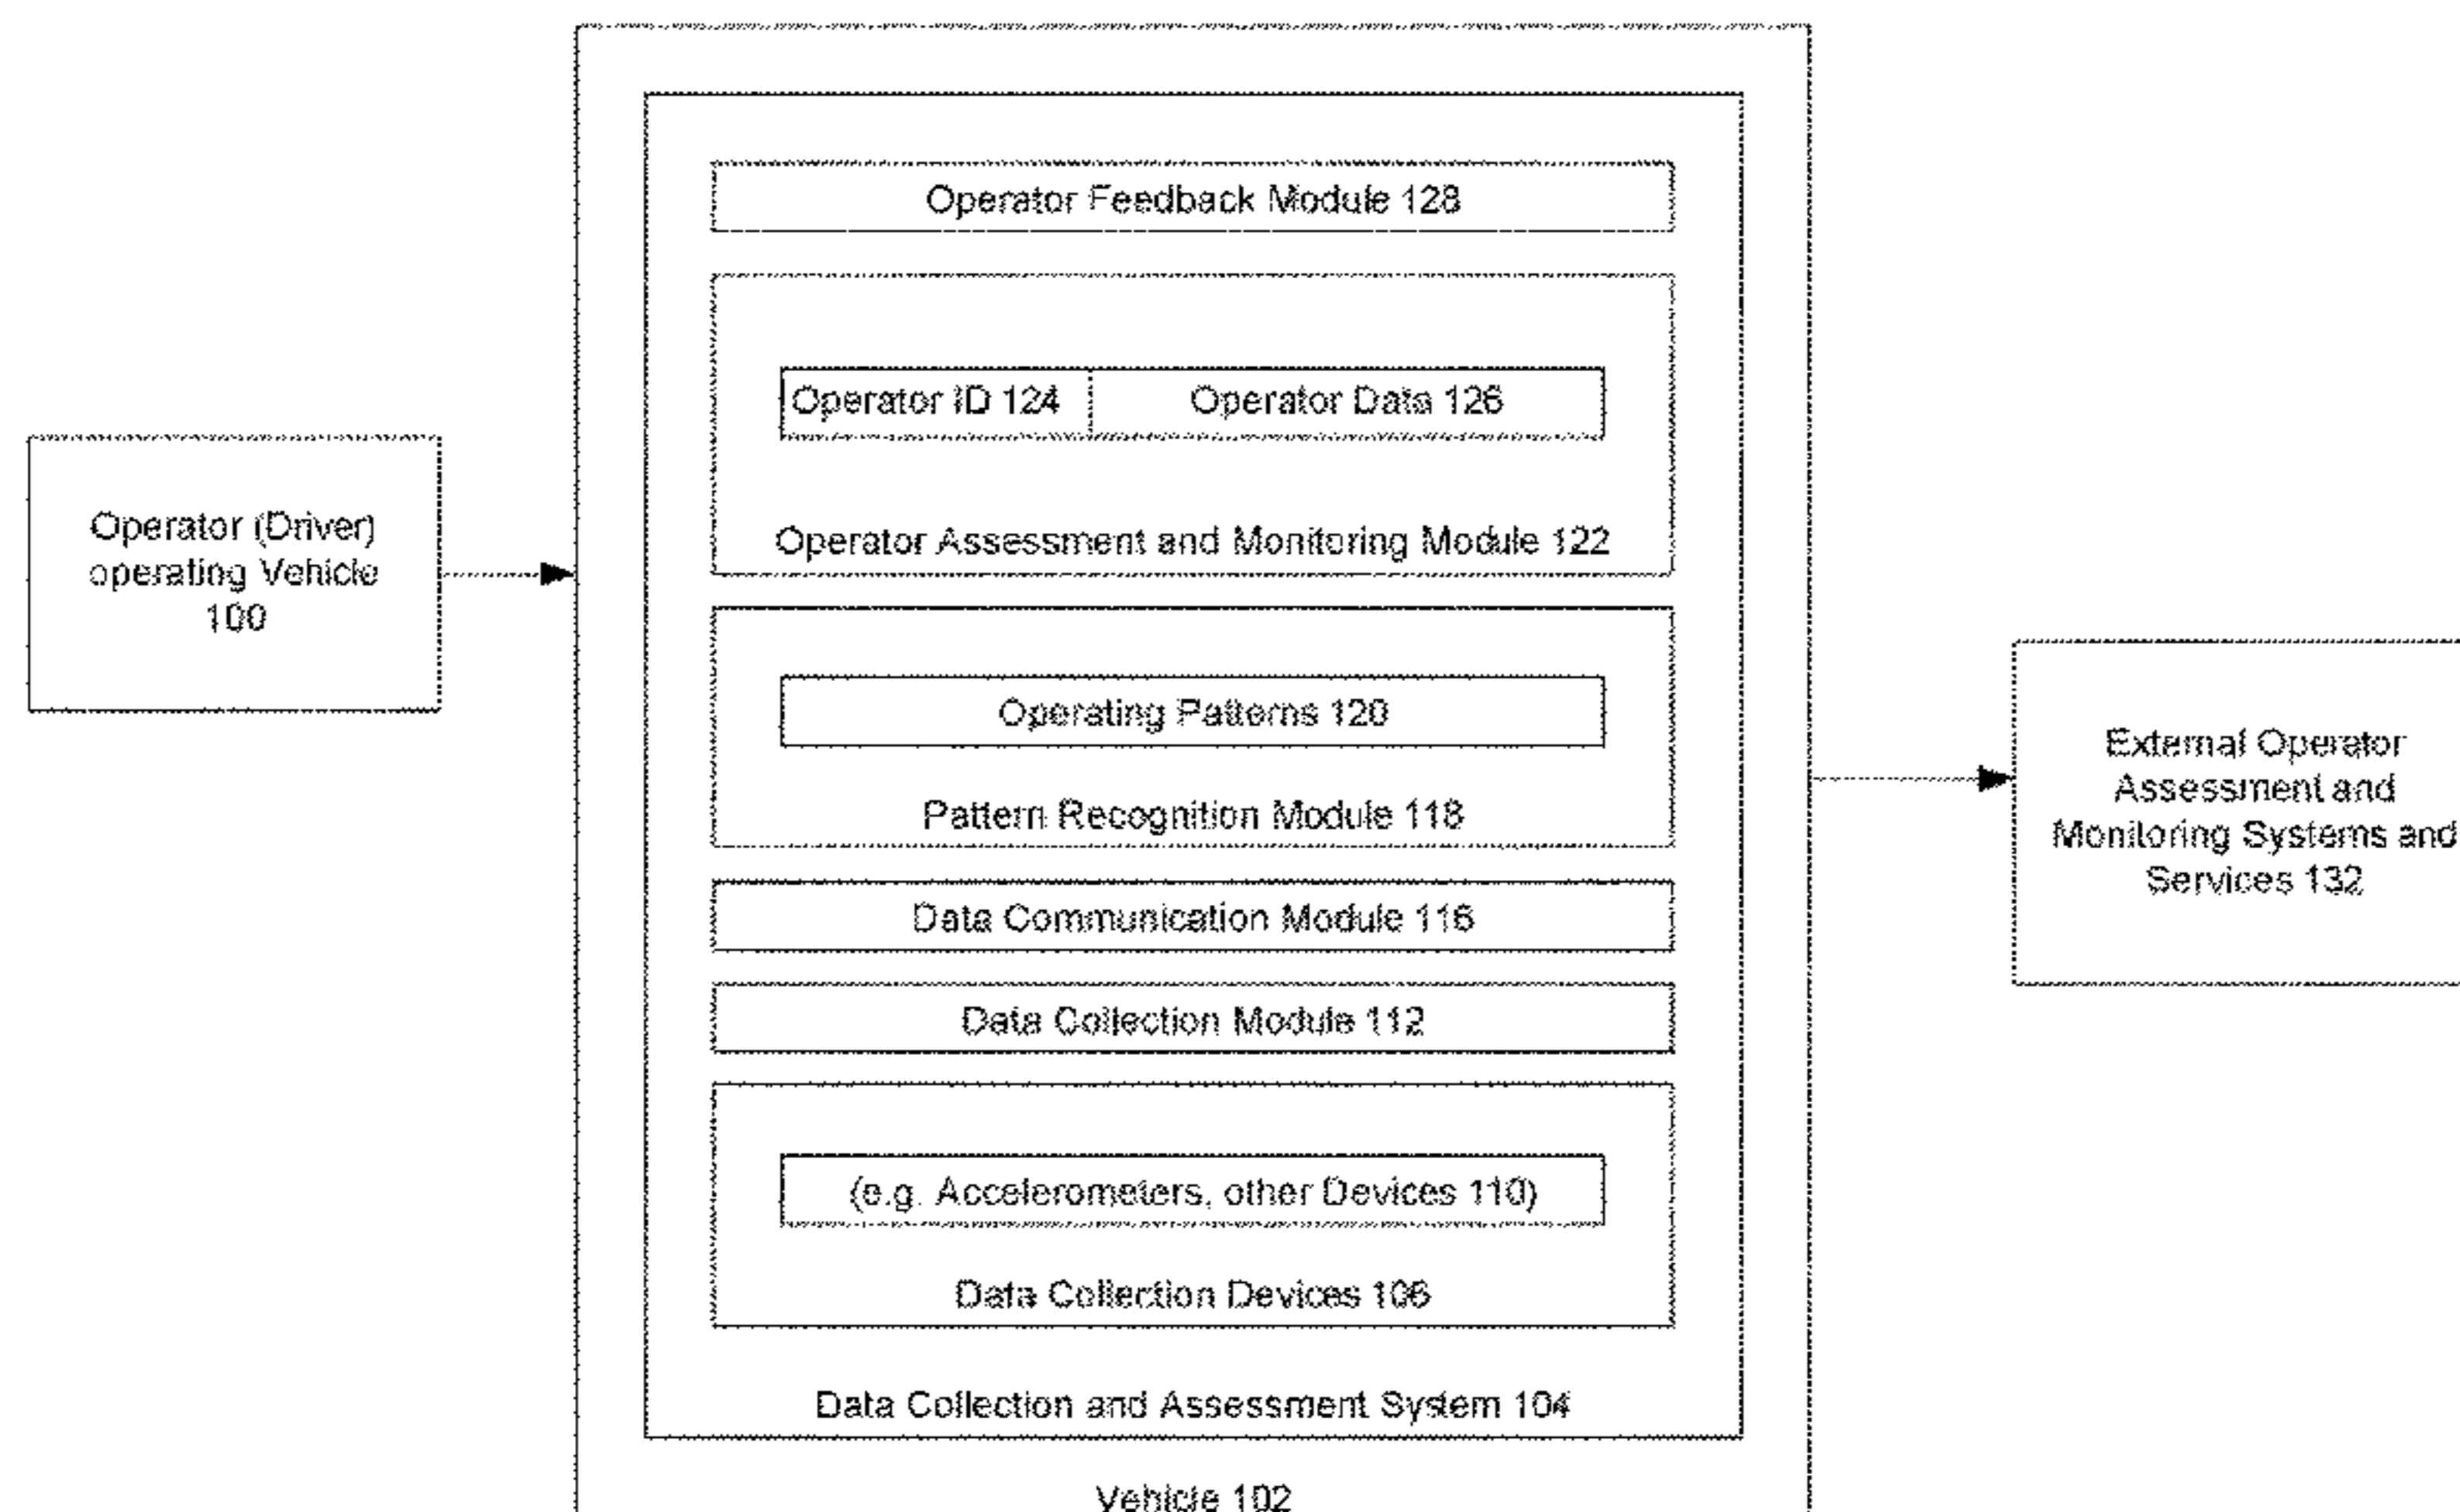 Operator Feedback Module 128
Operator ID 124
Operator Data 126
Operator Assessment and Monitoring Module 122
Operator (Driver)
operating Vehicle
100
Operating Patterns 120
Pattern Recognition Module 118
External Operator
Assessment and
Monitoring Systems and
Services 132
Data Communication Module 116
Data Collection Module 112
(e.g. Accelerometers, other Devices 110)
Data Collection Devices 106
Data Collection and Assessment System 104
Vehicle 102